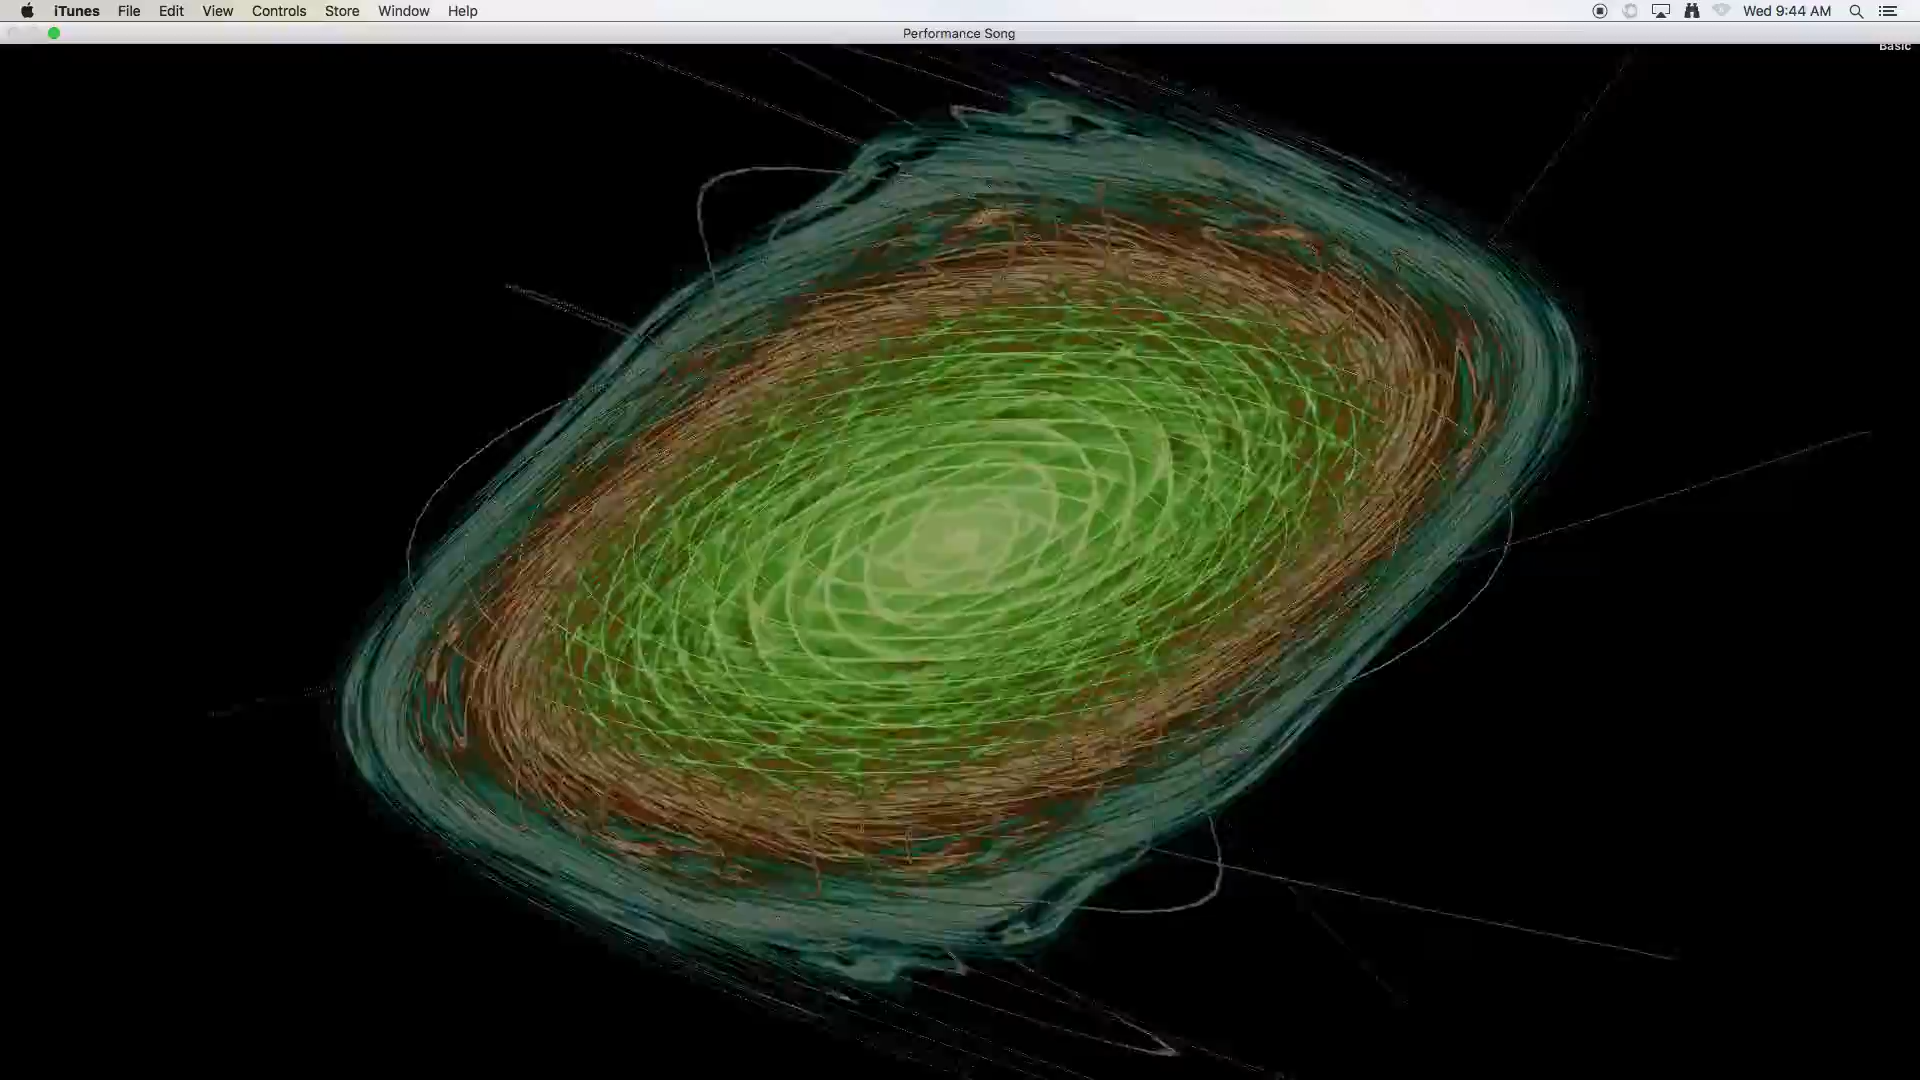 iTunes File Edit View Controls Store Window Help Wed 9:44 AM
Performance Song
Basic